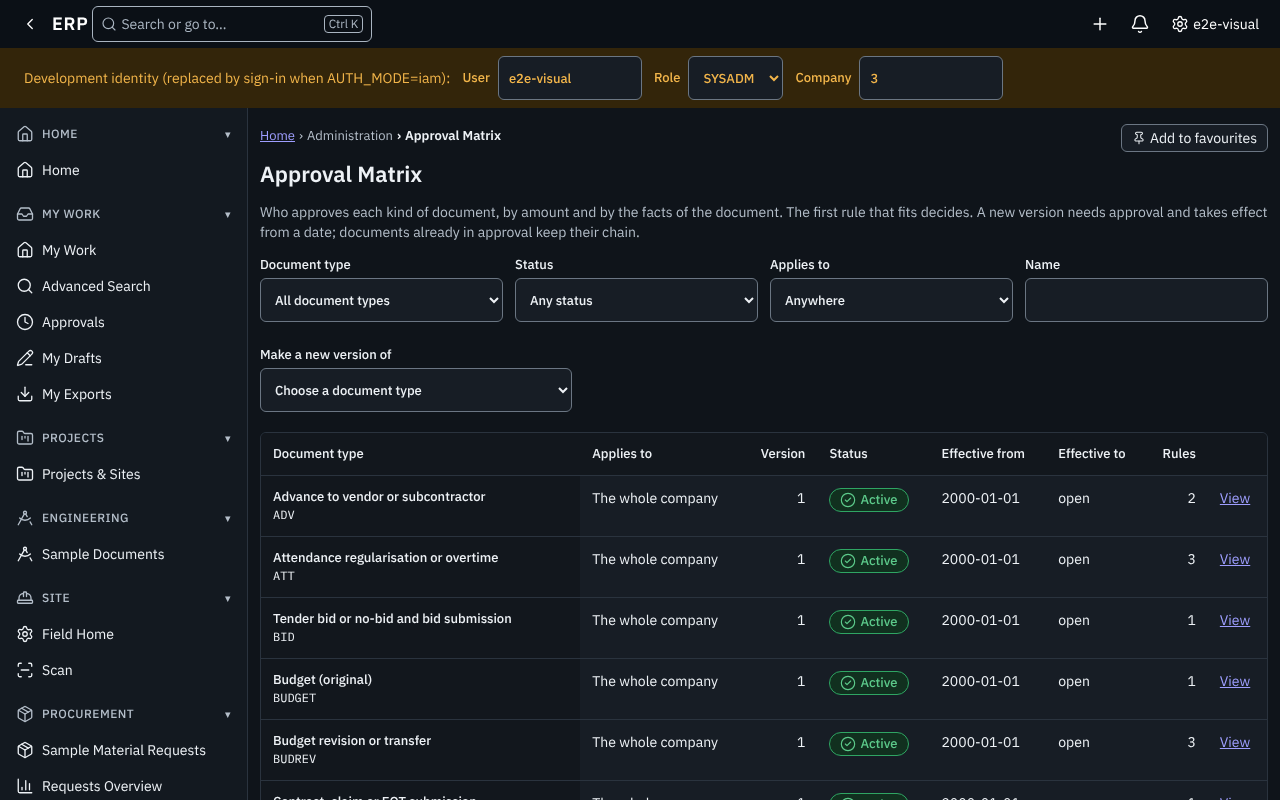 ERP
Search or go to...
Ctrl K
e2e-visual
Development identity (replaced by sign-in when AUTH_MODE=iam):
User
e2e-visual
Role
SYSADM
Company
3
HOME
Home
MY WORK
My Work
Advanced Search
Approvals
My Drafts
My Exports
PROJECTS
Projects & Sites
ENGINEERING
Sample Documents
SITE
Field Home
Scan
PROCUREMENT
Sample Material Requests
Requests Overview
Home › Administration › Approval Matrix
Add to favourites
Approval Matrix
Who approves each kind of document, by amount and by the facts of the document. The first rule that fits decides. A new version needs approval and takes effect
from a date; documents already in approval keep their chain.
Document type
Status
Applies to
Name
All document types
Any status
Anywhere
Make a new version of
Choose a document type
Document type Applies to Version Status Effective from Effective to Rules
Advance to vendor or subcontractor The whole company 1 Active 2000-01-01 open 2 View
ADV
Attendance regularisation or overtime The whole company 1 Active 2000-01-01 open 3 View
ATT
Tender bid or no-bid and bid submission The whole company 1 Active 2000-01-01 open 1 View
BID
Budget (original) The whole company 1 Active 2000-01-01 open 1 View
BUDGET
Budget revision or transfer The whole company 1 Active 2000-01-01 open 3 View
BUDREV